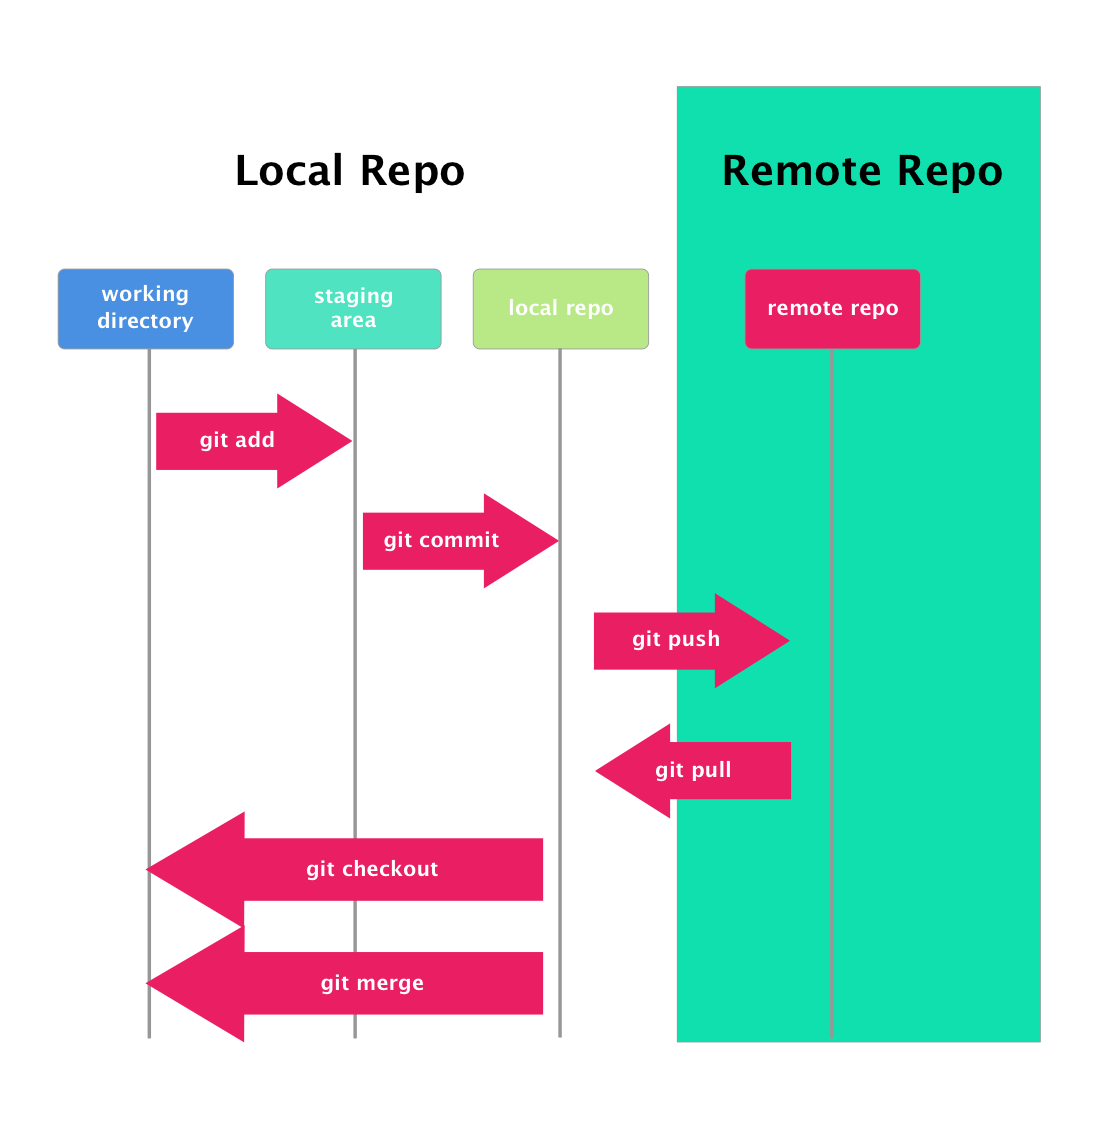 Local Repo
Remote Repo
working
directory
staging
area
local repo
remote repo
git add
git commit
git push
git pull
git checkout
git merge